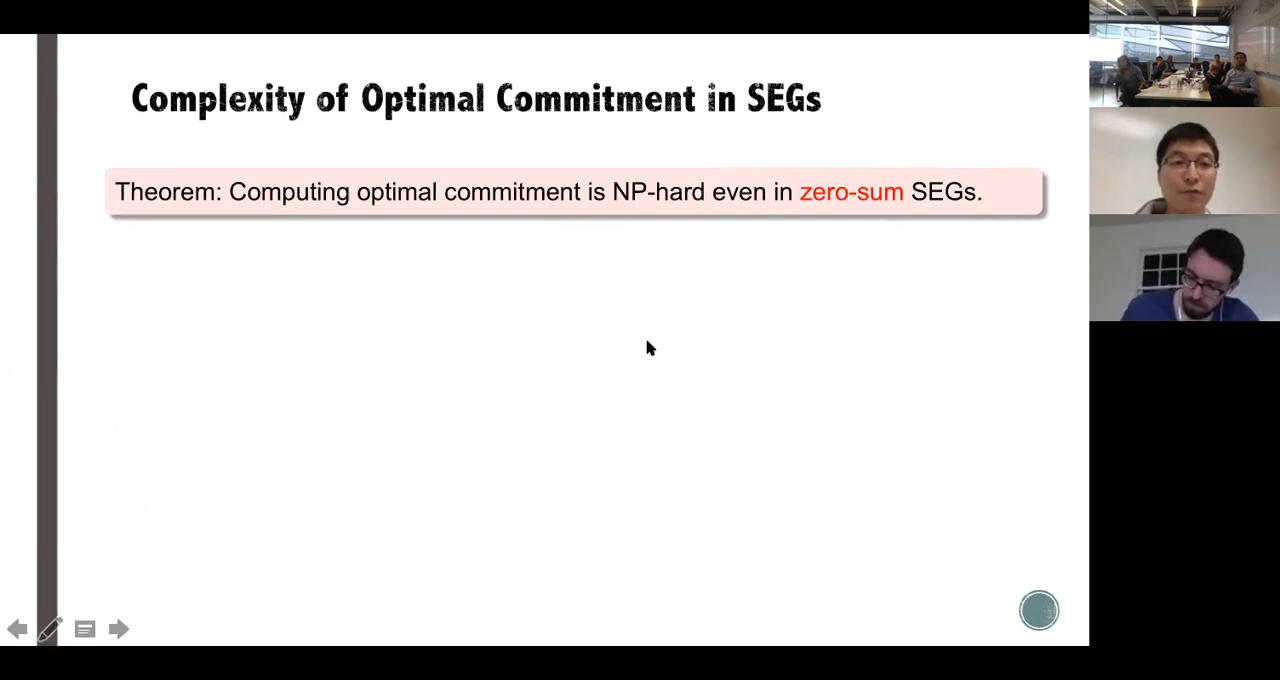 Complexity of Optimal Commitment in SEGs
Theorem: Computing optimal commitment is NP-hard even in zero-sum SEGs.